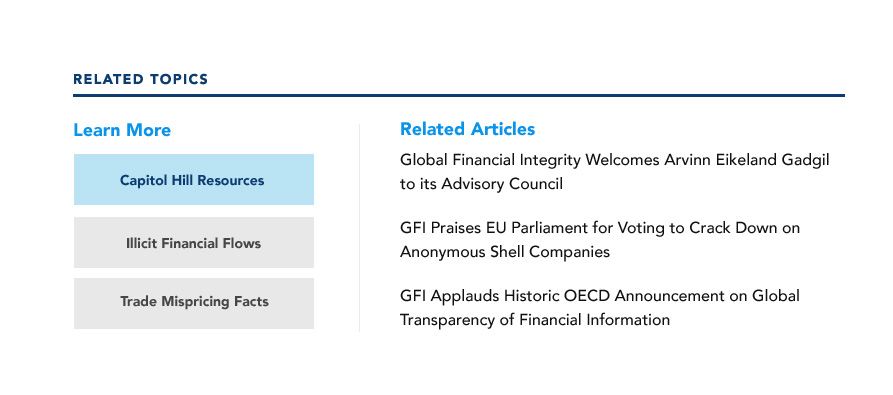 RELATED TOPICS
Learn More
Capitol Hill Resources
Illicit Financial Flows
Trade Mispricing Facts
Related Articles
Global Financial Integrity Welcomes Arvinn Eikeland Gadgil
to its Advisory Council
GFI Praises EU Parliament for Voting to Crack Down on
Anonymous Shell Companies
GFI Applauds Historic OECD Announcement on Global
Transparency of Financial Information